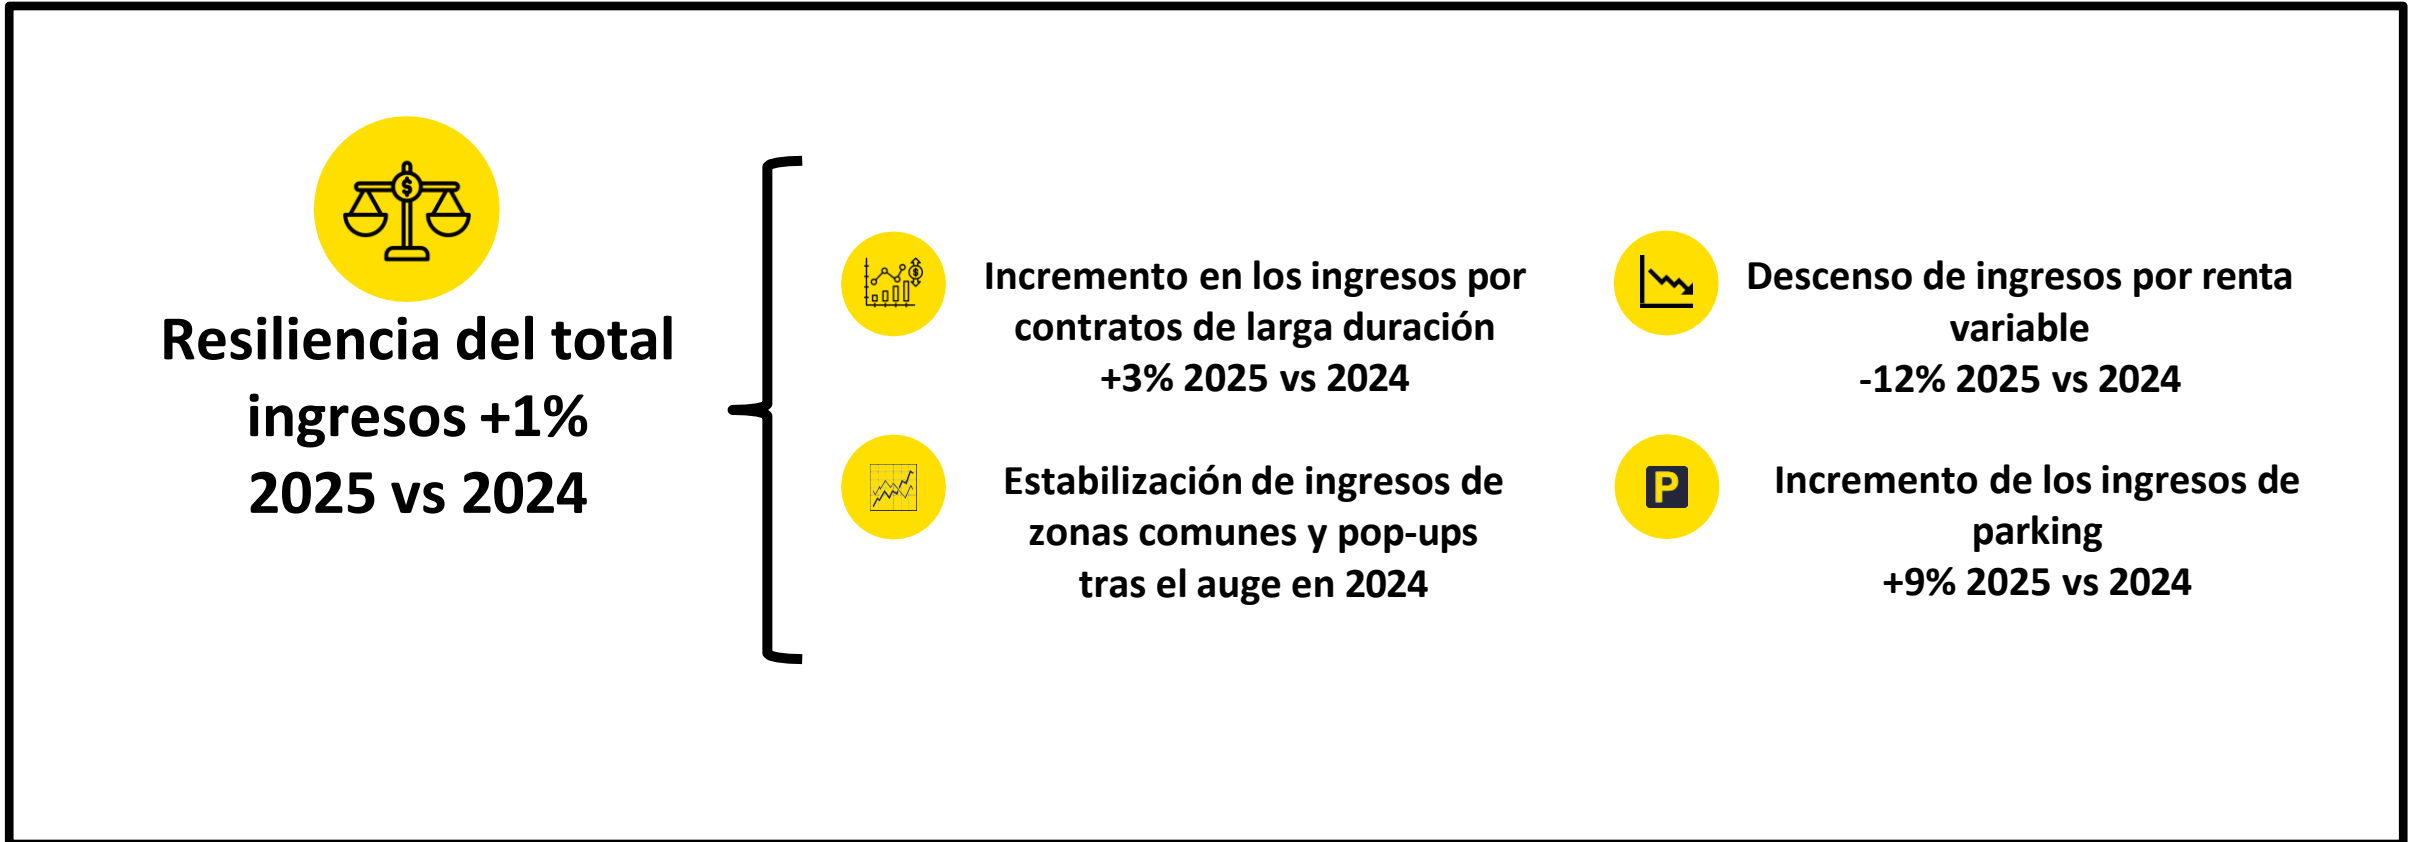 Resiliencia del total
ingresos +1%
2025 vs 2024
Incremento en los ingresos por
contratos de larga duración
+3% 2025 vs 2024
Descenso de ingresos por renta
variable
-12% 2025 vs 2024
Estabilización de ingresos de
zonas comunes y pop-ups
tras el auge en 2024
P
Incremento de los ingresos de
parking
+9% 2025 vs 2024